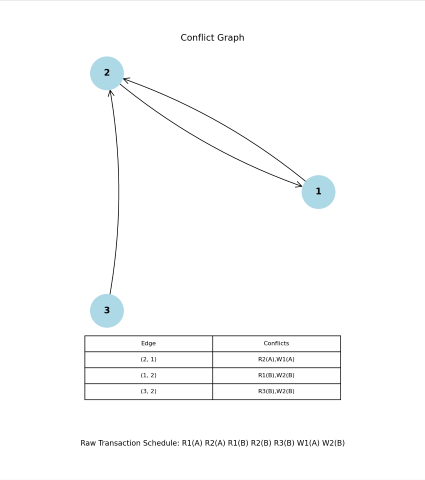 Conflict Graph
2
1
3
Edge Conflicts
(2, 1) R2(A),W1(A)
(1, 2) R1(B),W2(B)
(3, 2) R3(B),W2(B)
Raw Transaction Schedule: R1(A) R2(A) R1(B) R2(B) R3(B) W1(A) W2(B)